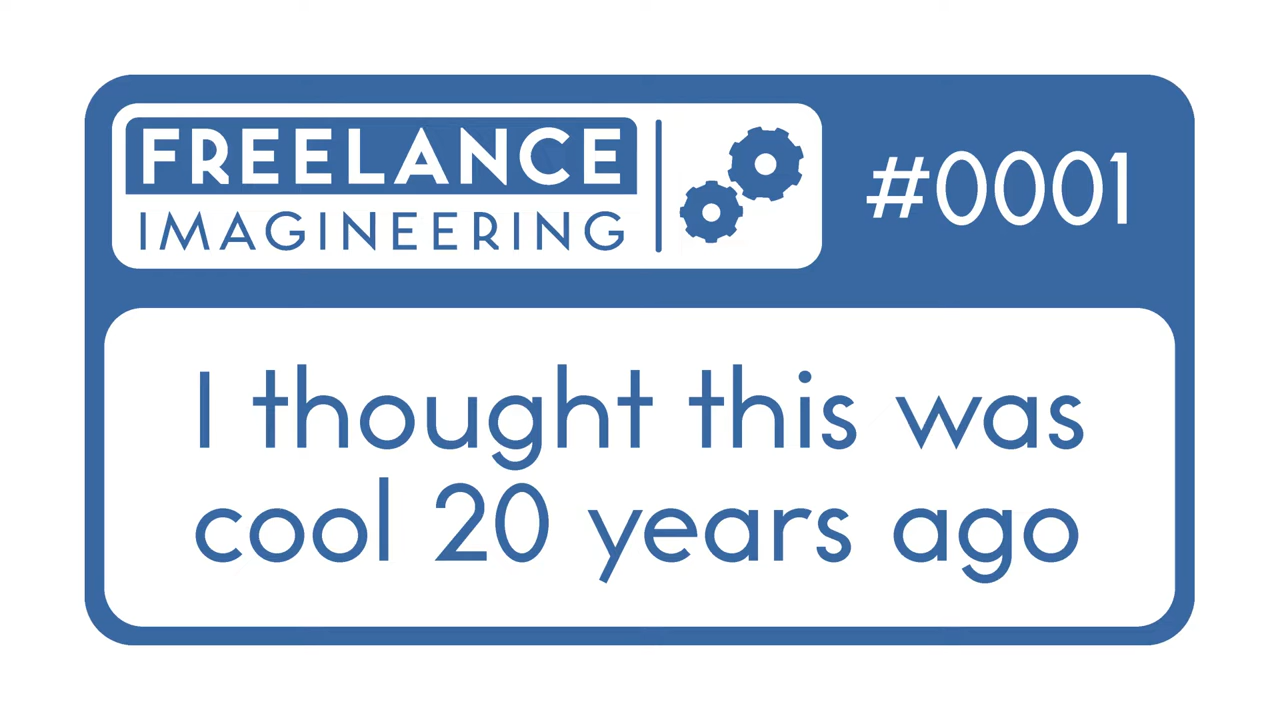 FREELANCE
IMAGINEERING
#0001
I thought this was
cool 20 years ago